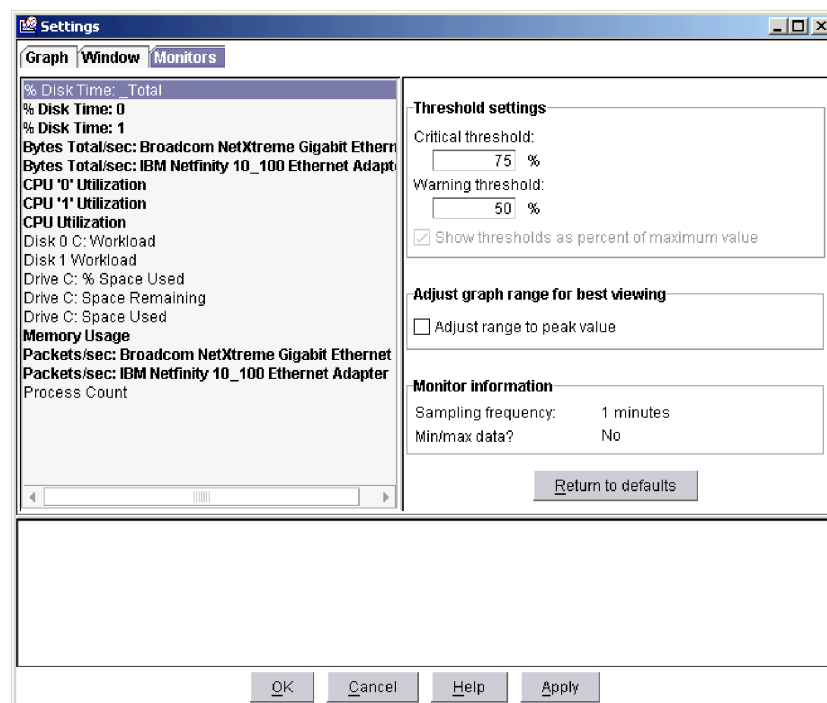 Settings
Graph Window Monitors
% Disk Time: _Total
% Disk Time: 0
% Disk Time: 1
Bytes Total/sec: Broadcom NetXtreme Gigabit Ethern
Bytes Total/sec: IBM Netfinity 10_100 Ethernet Adapt
CPU '0' Utilization
CPU '1' Utilization
CPU Utilization
Disk 0 C: Workload
Disk 1 Workload
Drive C: % Space Used
Drive C: Space Remaining
Drive C: Space Used
Memory Usage
Packets/sec: Broadcom NetXtreme Gigabit Ethernet
Packets/sec: IBM Netfinity 10_100 Ethernet Adapter
Process Count
Threshold settings
Critical threshold:
75 %
Warning threshold:
50 %
Show thresholds as percent of maximum value
Adjust graph range for best viewing
Adjust range to peak value
Monitor information
Sampling frequency: 1 minutes
Min/max data? No
Return to defaults
OK Cancel Help Apply